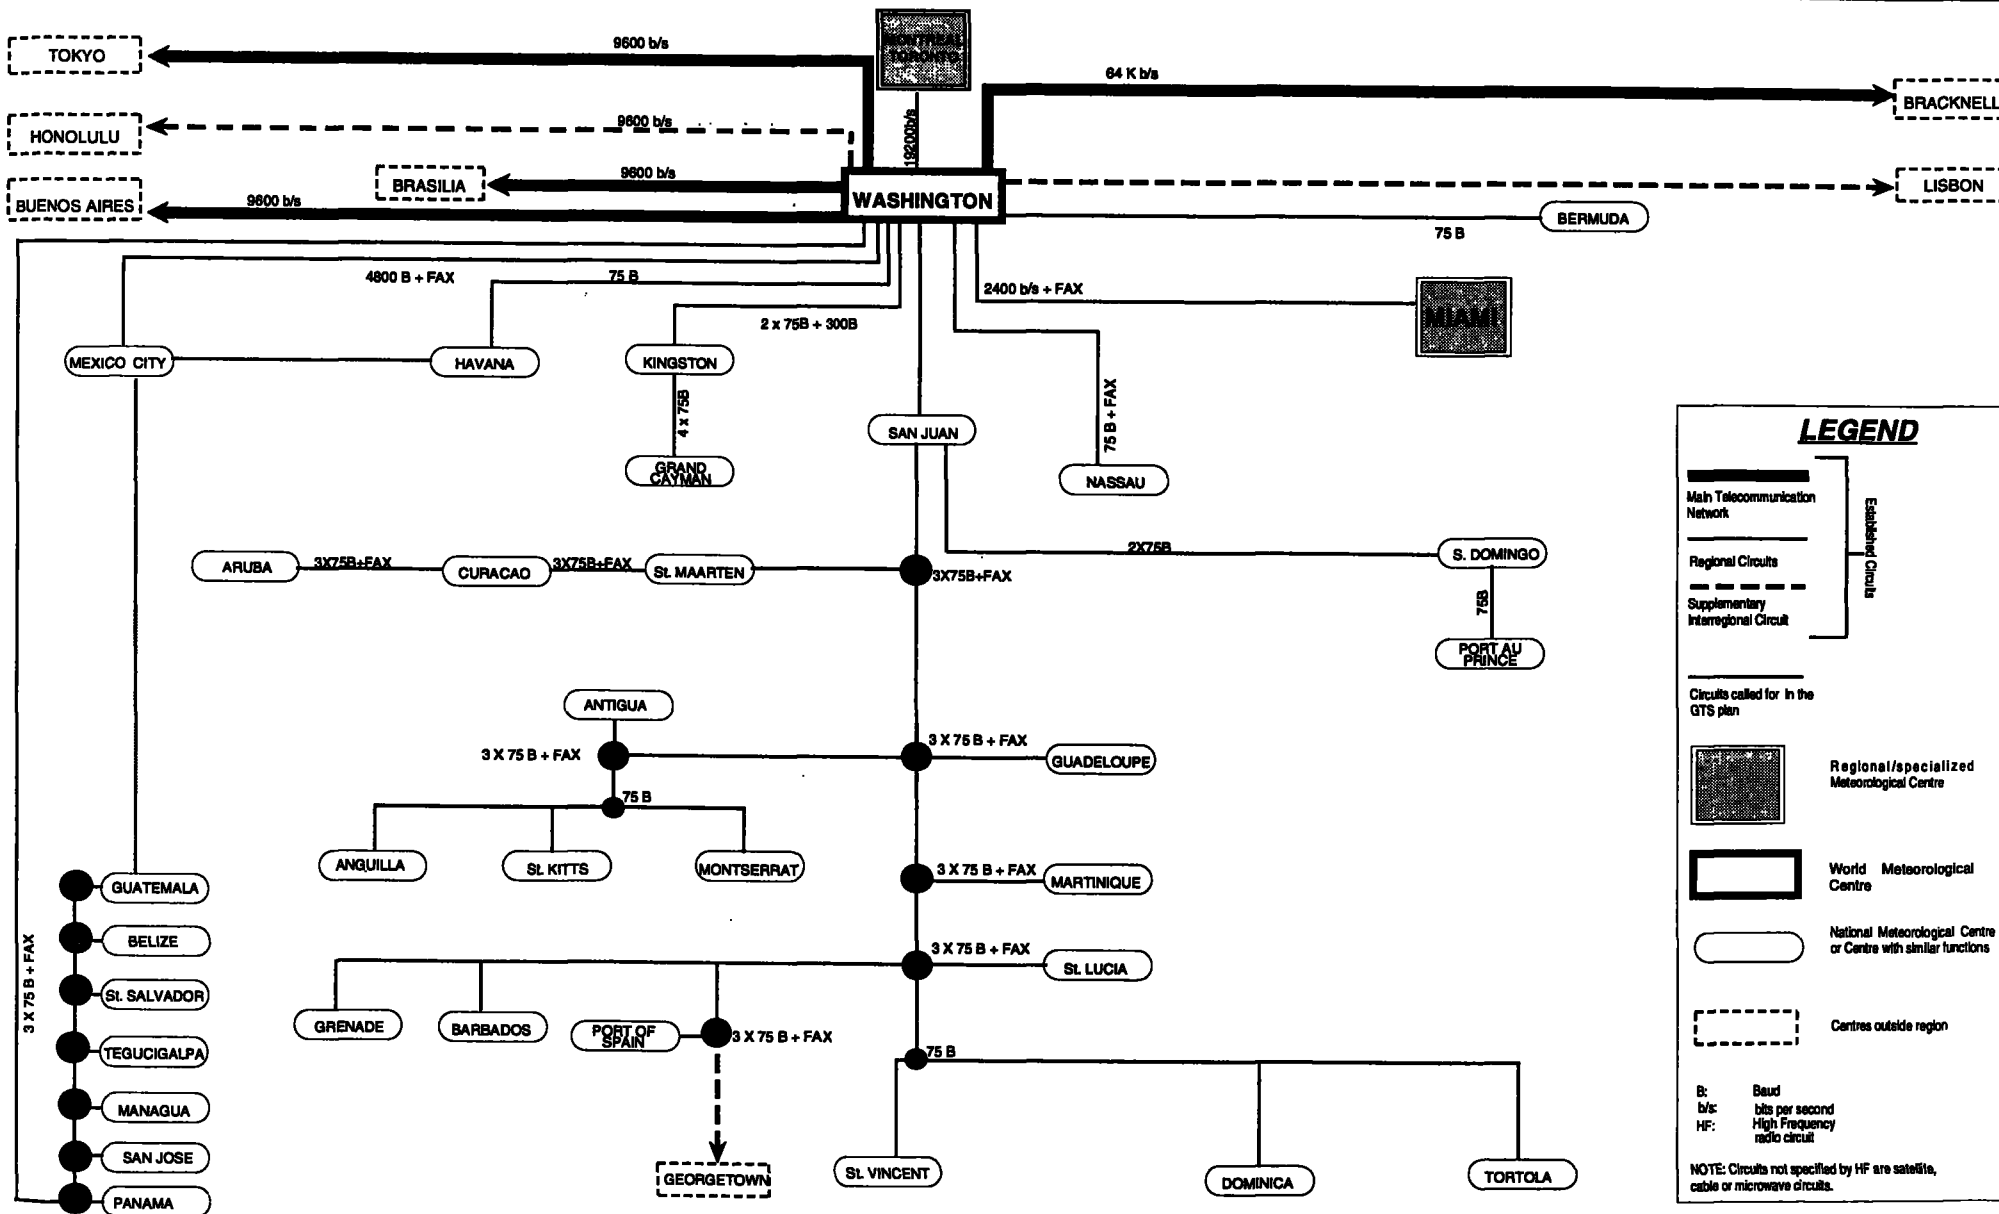 MONTREAL
TORONTO
TOKYO
9600 b/s
64 K b/s
BRACKNELL
HONOLULU
9600 b/s
19200b/s
BRASILIA
9600 b/s
LISBON
BUENOS AIRES
9600 b/s
WASHINGTON
BERMUDA
75 B
4800 B + FAX
75 B
2400 b/s + FAX
MIAMI
2 x 75B + 300B
MEXICO CITY
HAVANA
KINGSTON
4 x 75B
75 B + FAX
SAN JUAN
GRAND
CAYMAN
NASSAU
ARUBA
3X75B+FAX
CURACAO
3X75B+FAX
St. MAARTEN
3X75B+FAX
2X75B
S. DOMINGO
75B
PORT AU
PRINCE
ANTIGUA
3 X 75 B + FAX
3 X 75 B + FAX
GUADELOUPE
75 B
ANGUILLA
St. KITTS
MONTSERRAT
3 X 75 B + FAX
MARTINIQUE
GUATEMALA
BELIZE
St. SALVADOR
TEGUCIGALPA
MANAGUA
SAN JOSE
PANAMA
3 X 75 B + FAX
3 X 75 B + FAX
St. LUCIA
GRENADE
BARBADOS
PORT OF
SPAIN
3 X 75 B + FAX
75 B
GEORGETOWN
St. VINCENT
DOMINICA
TORTOLA
LEGEND
Main Telecommunication
Network
Regional Circuits
Supplementary
Interregional Circuit
Established Circuits
Circuits called for in the
GTS plan
Regional/specialized
Meteorological Centre
World Meteorological
Centre
National Meteorological Centre
or Centre with similar functions
Centres outside region
B: Baud
b/s: bits per second
HF: High Frequency
radio circuit
NOTE: Circuits not specified by HF are satellite,
cable or microwave circuits.